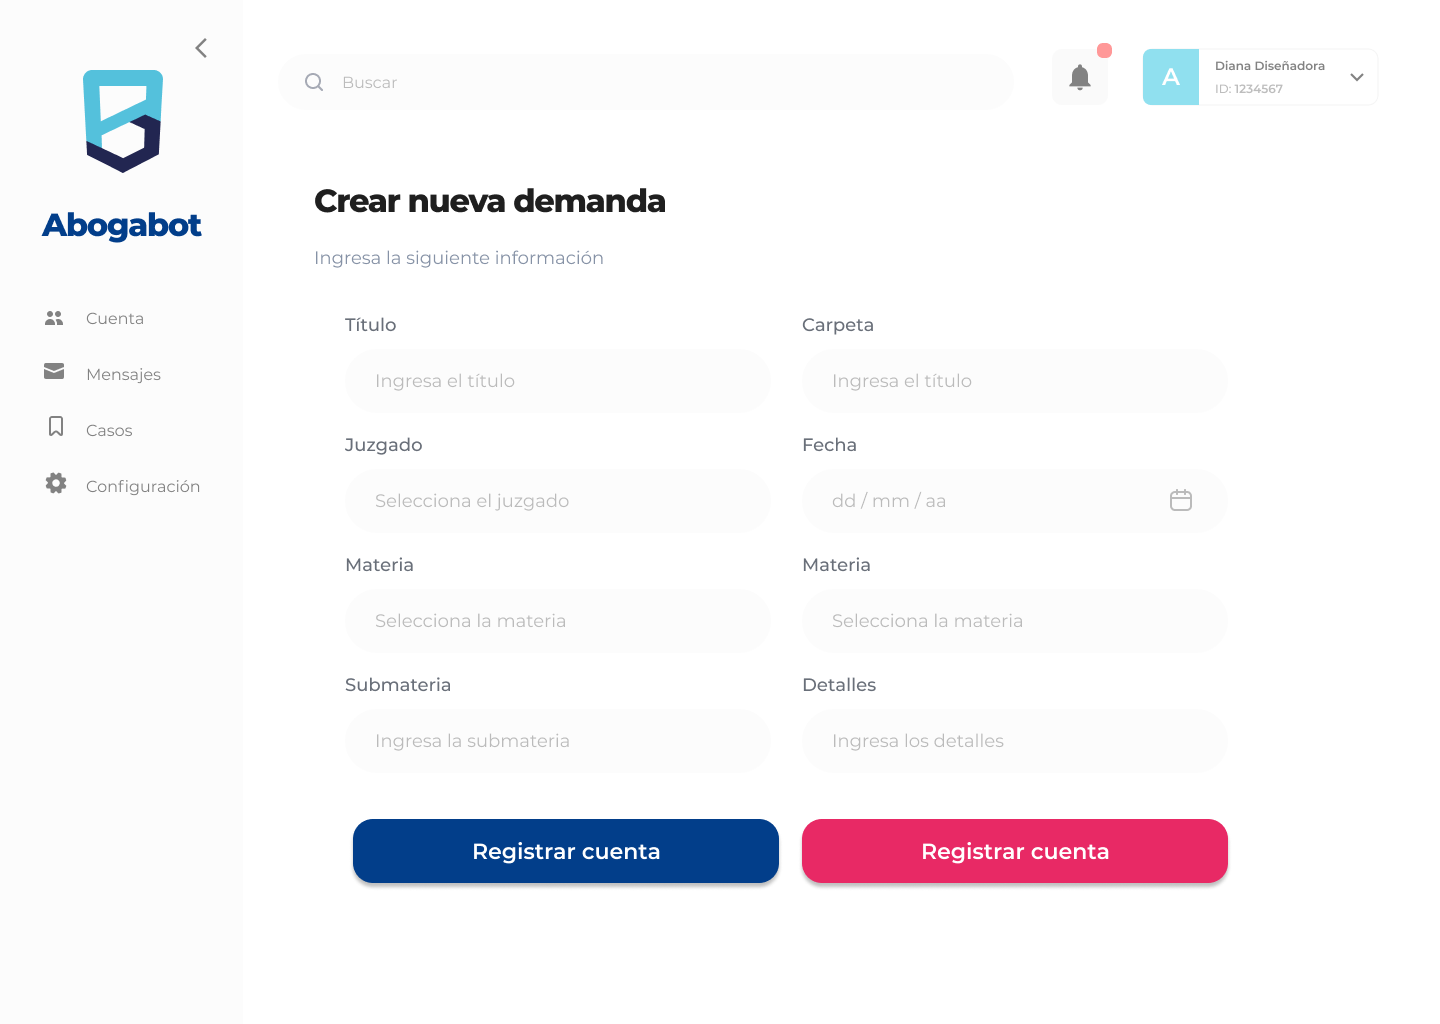 Abogabot
Cuenta
Mensajes
Casos
Configuración
Buscar
A
Diana Diseñadora
ID: 1234567
Crear nueva demanda
Ingresa la siguiente información
Título
Carpeta
Ingresa el título
Ingresa el título
Juzgado
Fecha
Selecciona el juzgado
dd / mm / aa
Materia
Materia
Selecciona la materia
Selecciona la materia
Submateria
Detalles
Ingresa la submateria
Ingresa los detalles
Registrar cuenta
Registrar cuenta